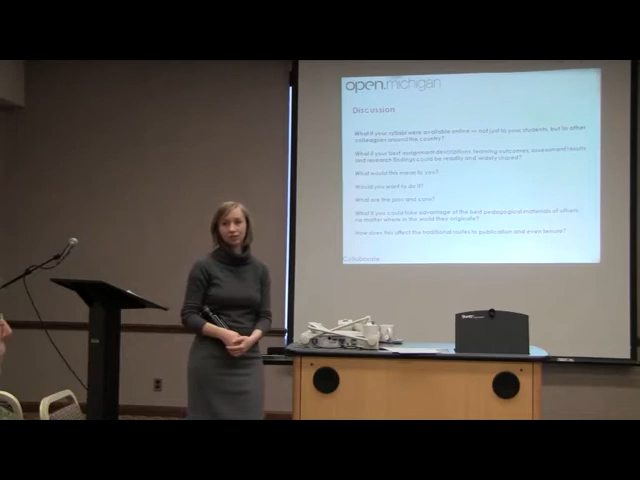 open.michigan
Discussion
What if your syllabi were available online — not just to your students, but to other
colleagues around the country?
What if your best assignment descriptions, learning outcomes, assessment results
and research findings could be readily and widely shared?
What would this mean to you?
Would you want to do it?
What are the pros and cons?
What if you could take advantage of the best pedagogical materials of others,
no matter where in the world they originate?
How does this affect the traditional routes to publication and even tenure?